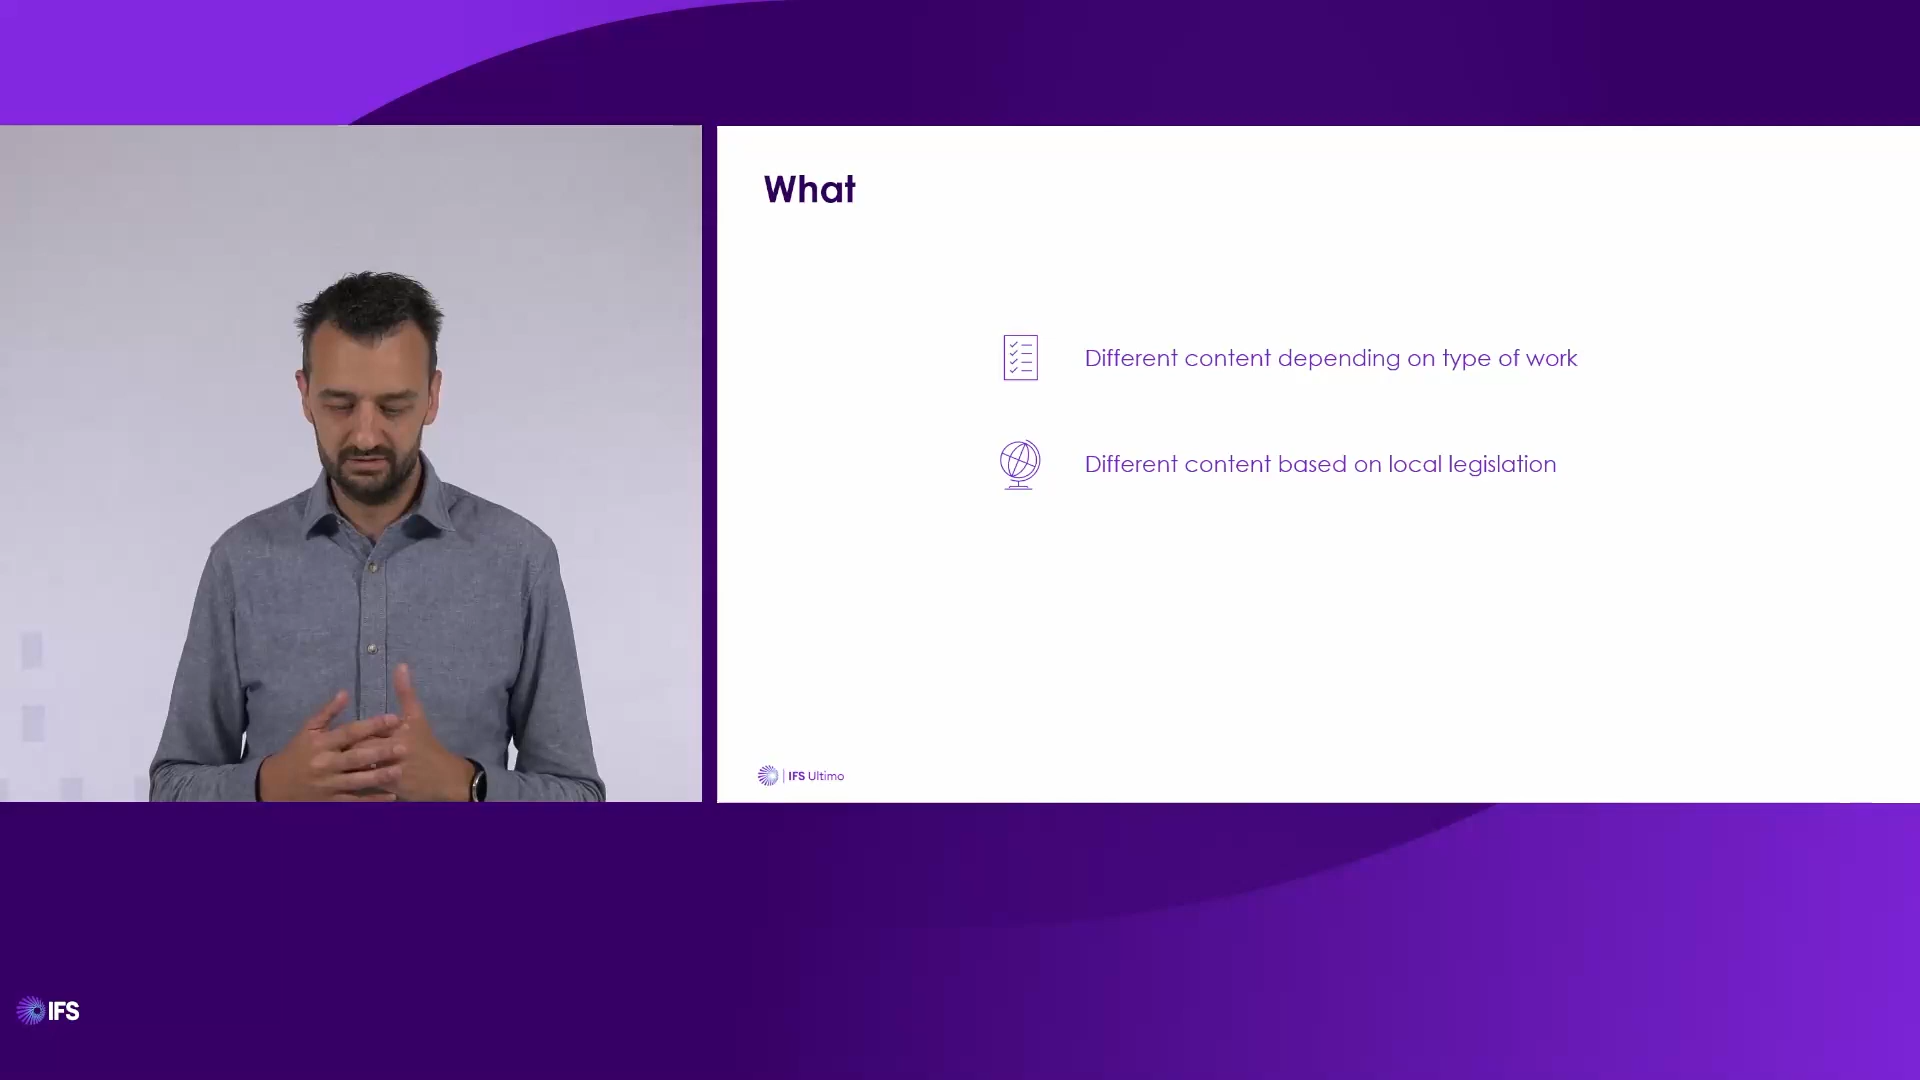 What
Different content depending on type of work
Different content based on local legislation
IFS Ultimo
IFS